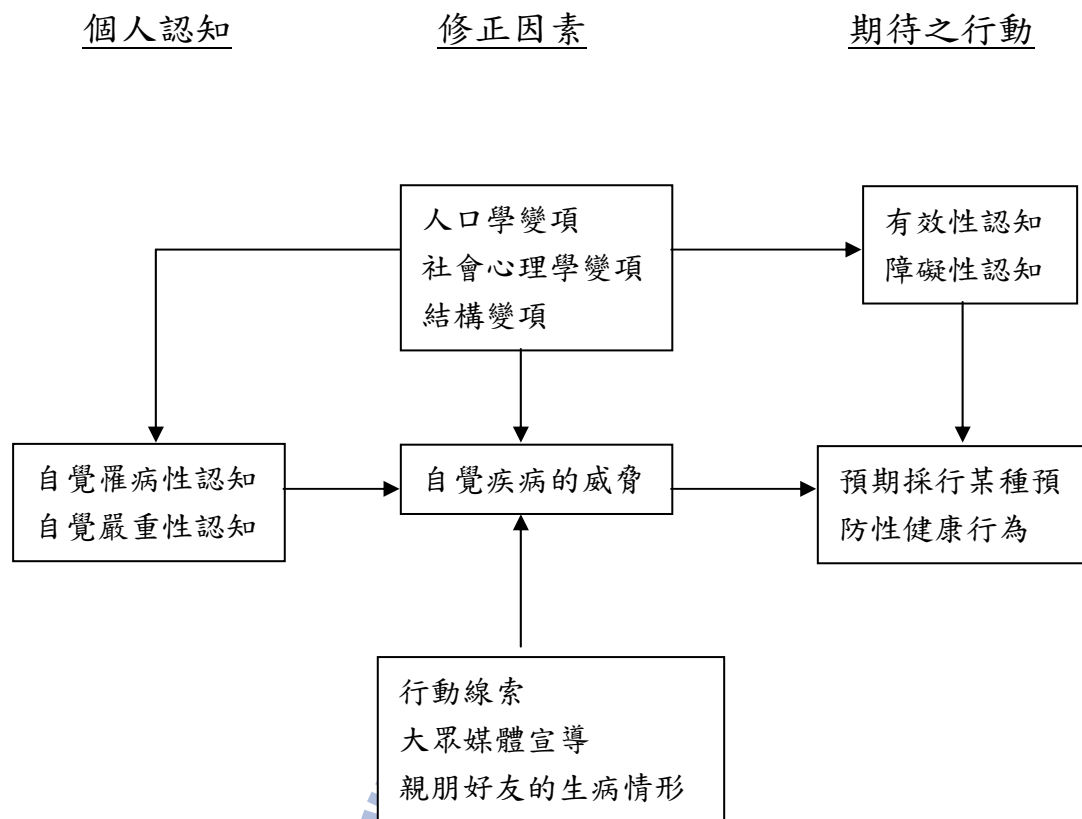 個人認知
修正因素
期待之行動
人口學變項
社會心理學變項
結構變項
有效性認知
障礙性認知
自覺罹病性認知
自覺嚴重性認知
自覺疾病的威脅
預期採行某種預
防性健康行為
行動線索
大眾媒體宣導
親朋好友的生病情形